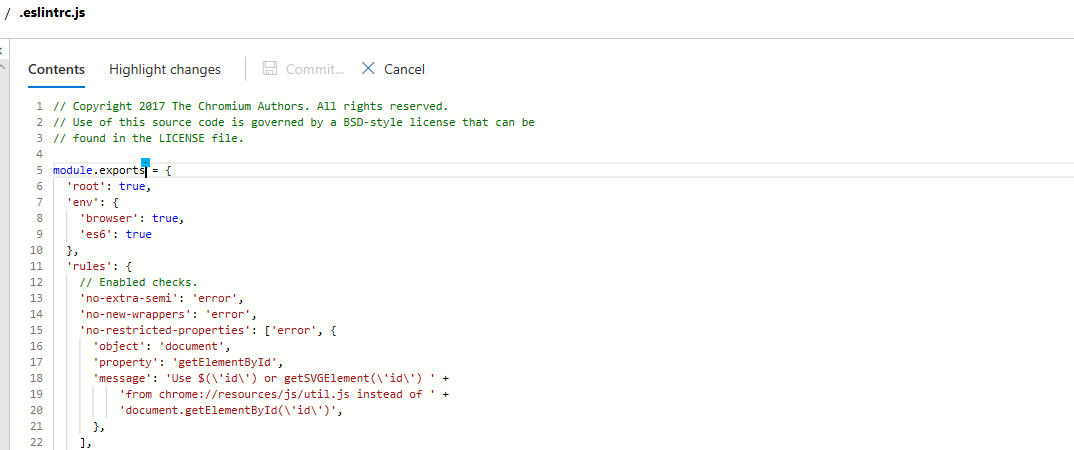 / .eslintrc.js
Contents Highlight changes Commit... Cancel
1 // Copyright 2017 The Chromium Authors. All rights reserved.
2 // Use of this source code is governed by a BSD-style license that can be
3 // found in the LICENSE file.
4
5 module.exports = {
6   'root': true,
7   'env': {
8     'browser': true,
9     'es6': true
10   },
11   'rules': {
12     // Enabled checks.
13     'no-extra-semi': 'error',
14     'no-new-wrappers': 'error',
15     'no-restricted-properties': ['error', {
16       'object': 'document',
17       'property': 'getElementById',
18       'message': 'Use $(\'id\') or getSVGElement(\'id\') ' +
19           'from chrome://resources/js/util.js instead of ' +
20           'document.getElementById(\'id\')',
21       },
22     ],